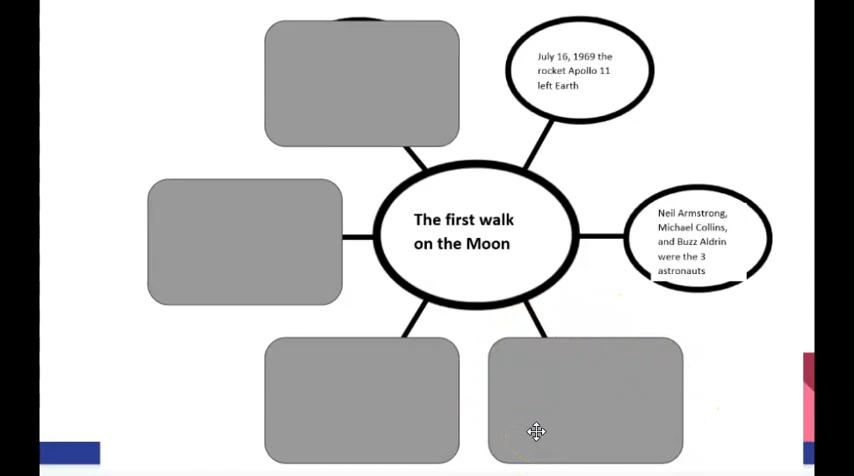 July 16, 1969 the
rocket Apollo 11
left Earth
The first walk
on the Moon
Neil Armstrong,
Michael Collins,
and Buzz Aldrin
were the 3
astronauts